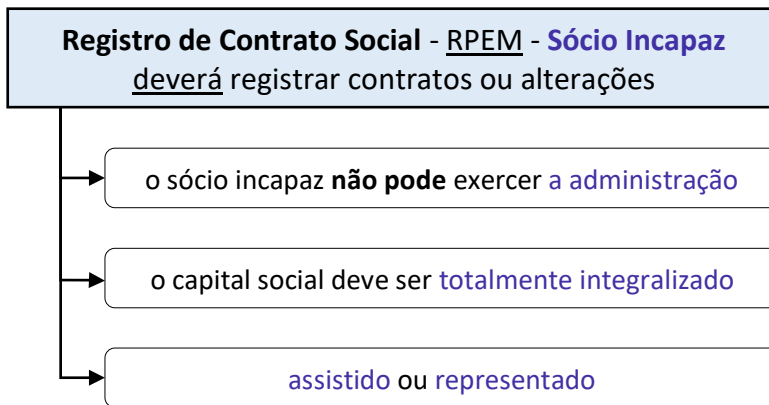 Registro de Contrato Social - RPEM - Sócio Incapaz
deverá registrar contratos ou alterações
o sócio incapaz não pode exercer a administração
o capital social deve ser totalmente integralizado
assistido ou representado